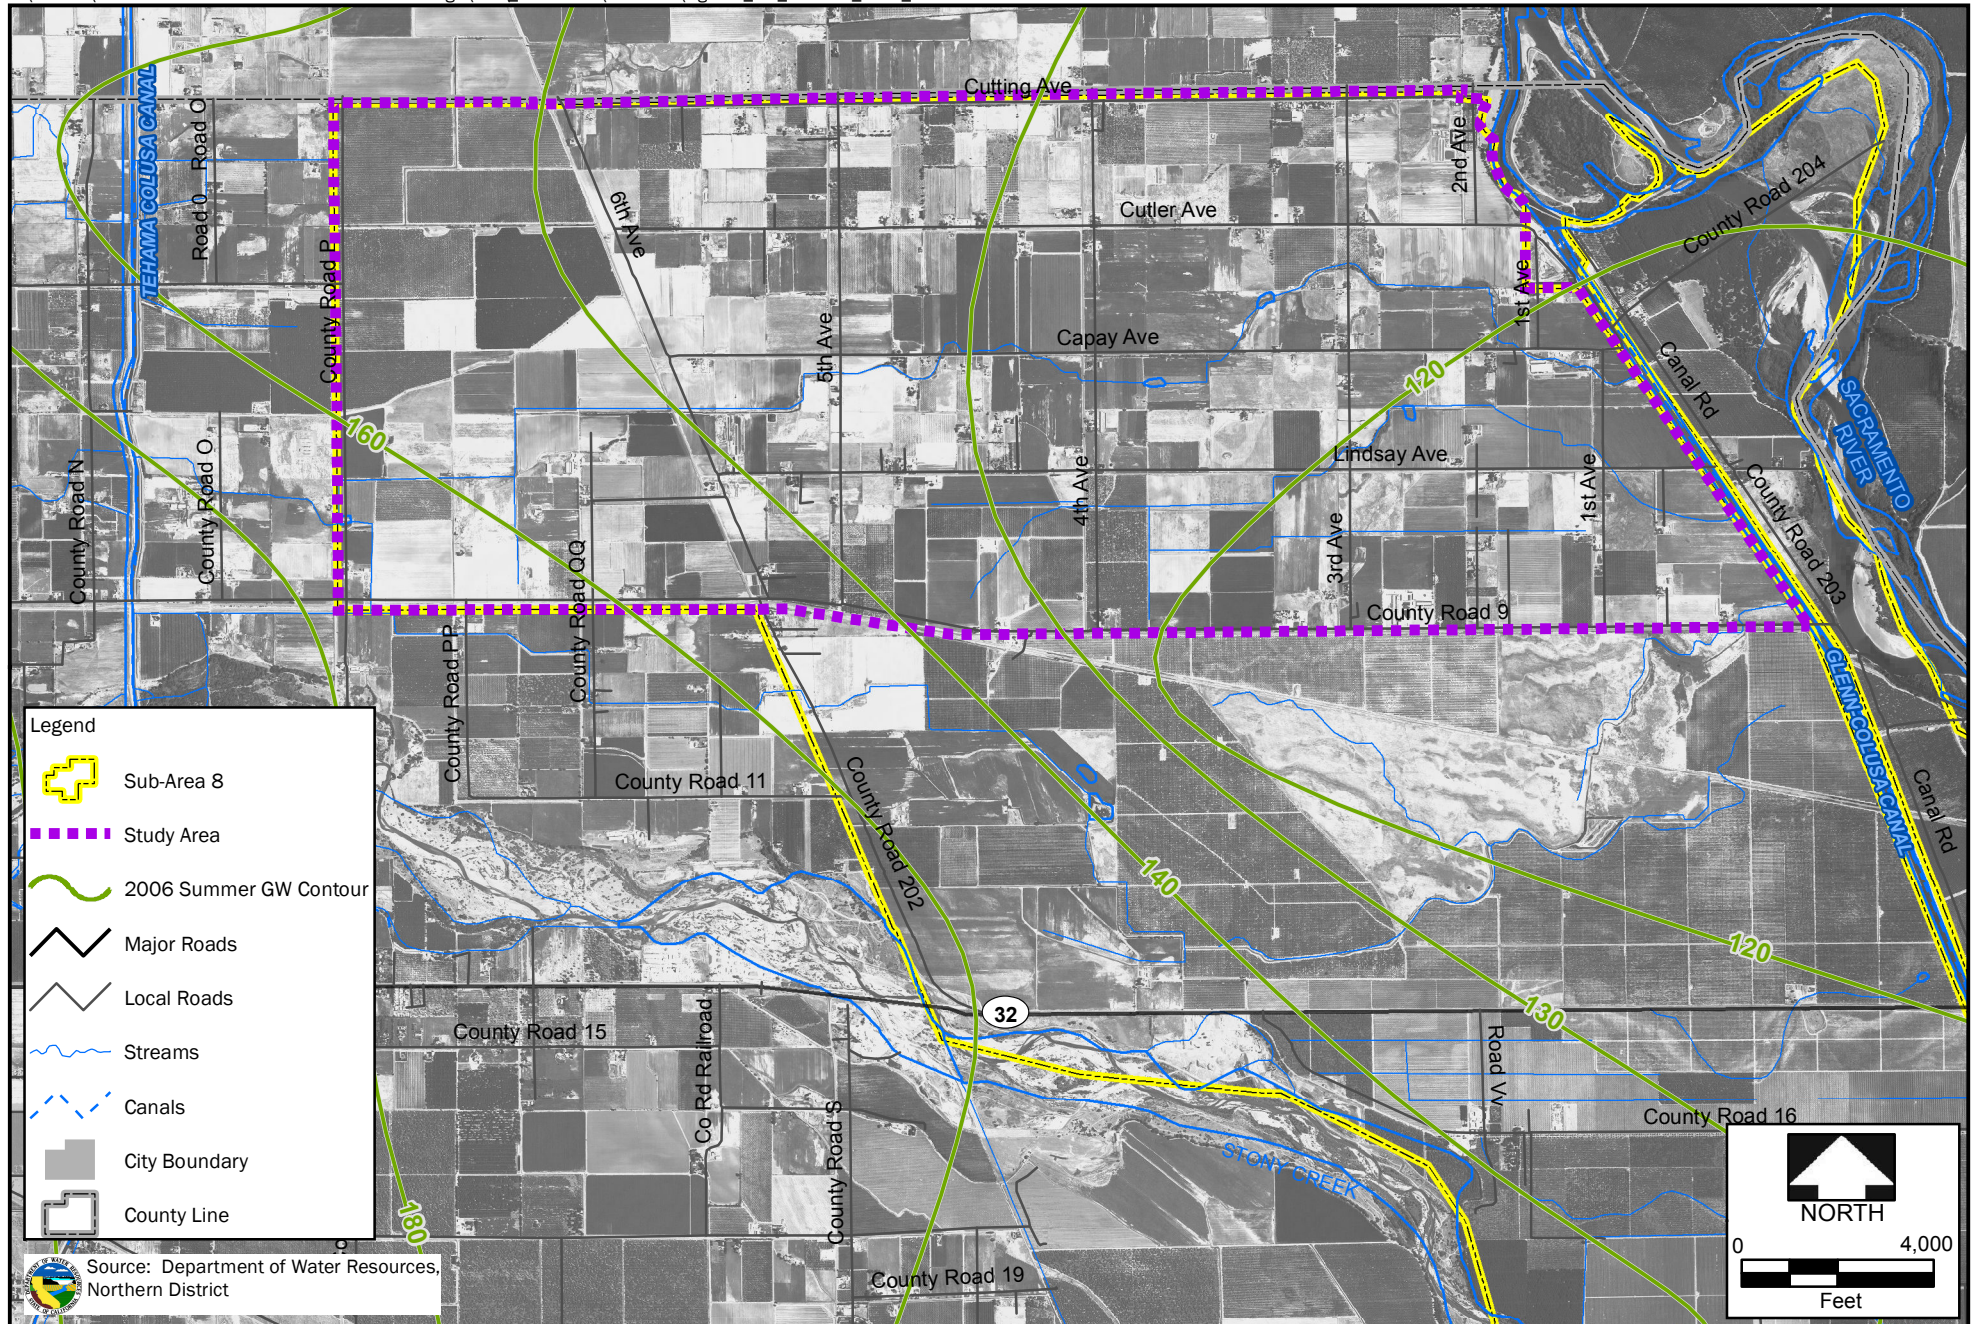 Cutting Ave
TEHAMA COLUSA CANAL
Road O
Road O
County Road P
6th Ave
2nd Ave
Cutler Ave
County Road 204
1st Ave
5th Ave
Capay Ave
Canal Rd
120
160
SACRAMENTO
RIVER
County Road N
County Road O
Lindsay Ave
4th Ave
1st Ave
3rd Ave
County Road 203
County Road QQ
County Road 9
County Road PP
GLENN COLUSA CANAL
Canal Rd
County Road 11
County Road 202
140
120
130
32
County Road 15
Co Rd Railroad
Road Vv
County Road 16
County Road S
STONY CREEK
180
County Road 19
Legend
Sub-Area 8
Study Area
2006 Summer GW Contour
Major Roads
Local Roads
Streams
Canals
City Boundary
County Line
Source: Department of Water Resources,
Northern District
NORTH
0 4,000
Feet